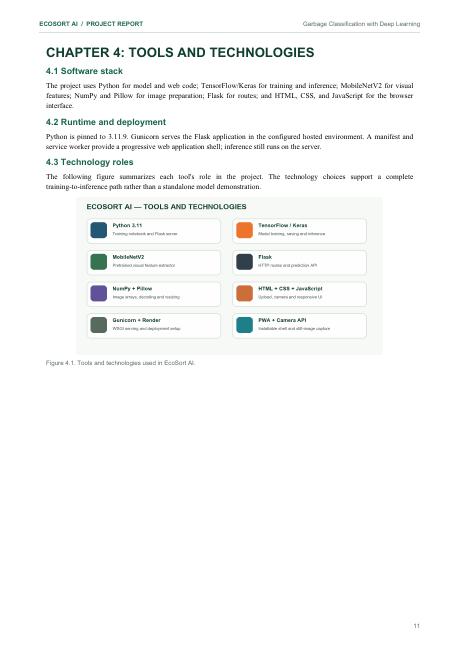 ECOSORT AI / PROJECT REPORT
Garbage Classification with Deep Learning
CHAPTER 4: TOOLS AND TECHNOLOGIES
4.1 Software stack
The project uses Python for model and web code; TensorFlow/Keras for training and inference; MobileNetV2 for visual
features; NumPy and Pillow for image preparation; Flask for routes; and HTML, CSS, and JavaScript for the browser
interface.
4.2 Runtime and deployment
Python is pinned to 3.11.9. Gunicorn serves the Flask application in the configured hosted environment. A manifest and
service worker provide a progressive web application shell; inference still runs on the server.
4.3 Technology roles
The following figure summarizes each tool's role in the project. The technology choices support a complete
training-to-inference path rather than a standalone model demonstration.
ECOSORT AI — TOOLS AND TECHNOLOGIES
Python 3.11
Training notebook and Flask server
TensorFlow / Keras
Model training, saving and inference
MobileNetV2
Pretrained visual feature extractor
Flask
HTTP routes and prediction API
NumPy + Pillow
Image arrays, decoding and resizing
HTML + CSS + JavaScript
Upload, camera and responsive UI
Gunicorn + Render
WSGI serving and deployment setup
PWA + Camera API
Installable shell and still-image capture
Figure 4.1. Tools and technologies used in EcoSort AI.
11